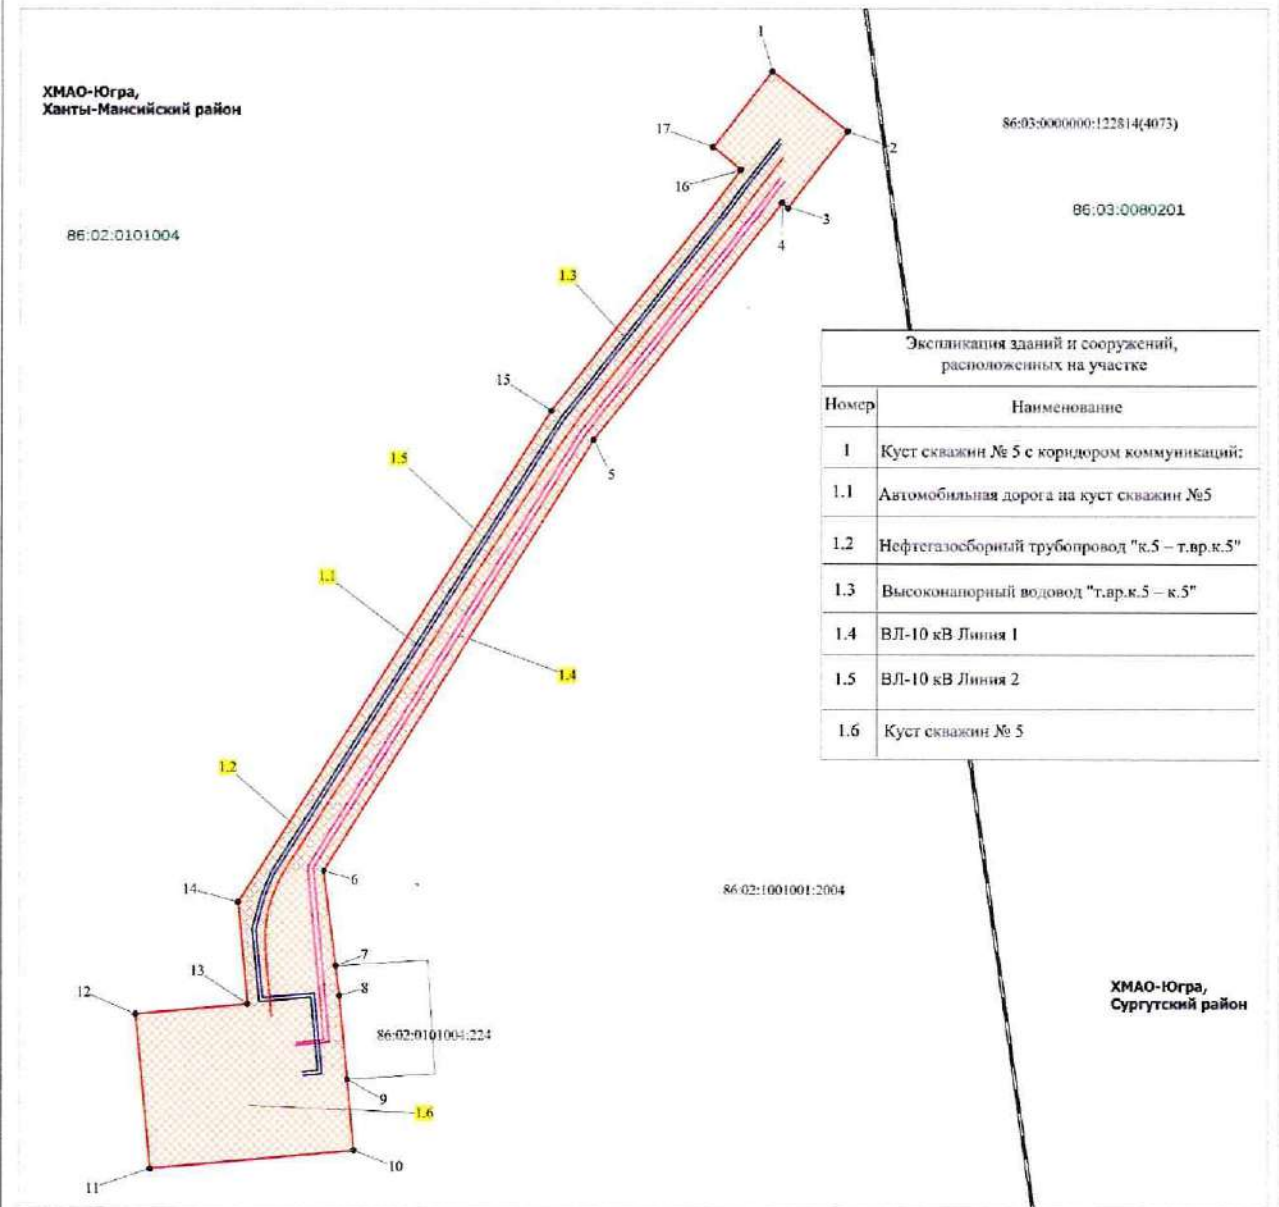 1
ХМАО-Югра,
Ханты-Мансийский район
86:03:0000000:122814(4073)
17
2
16
86:03:0080201
3
86:02:0101004
4
1.3
Экспликация зданий и сооружений,
расположенных на участке
Номер Наименование
1 Куст скважин № 5 с коридором коммуникаций:
1.1 Автомобильная дорога на куст скважин №5
1.2 Нефтегазосборный трубопровод "к.5 – т.вр.к.5"
1.3 Высоконапорный водовод "т.вр.к.5 – к.5"
1.4 ВЛ-10 кВ Линия 1
1.5 ВЛ-10 кВ Линия 2
1.6 Куст скважин № 5
15
1.5
5
1.1
1.4
1.2
6
14
86:02:1001001:2004
7
13
8
12
ХМАО-Югра,
Сургутский район
86:02:0101004:224
9
1.6
10
11